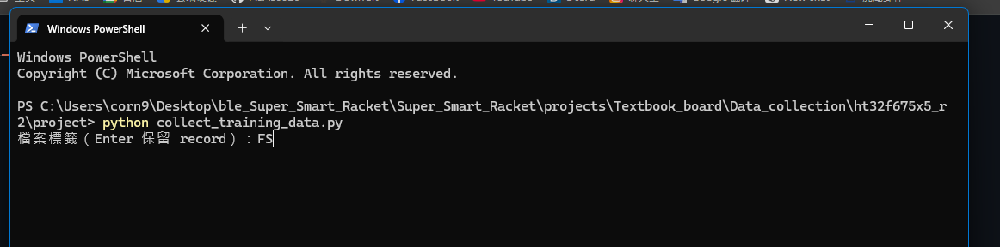 Windows PowerShell
Windows PowerShell
Copyright (C) Microsoft Corporation. All rights reserved.
PS C:\Users\corn9\Desktop\ble_Super_Smart_Racket\Super_Smart_Racket\projects\Textbook_board\Data_collection\ht32f675x5_r
2\project> python collect_training_data.py
檔案標籤（Enter 保留 record）：FS